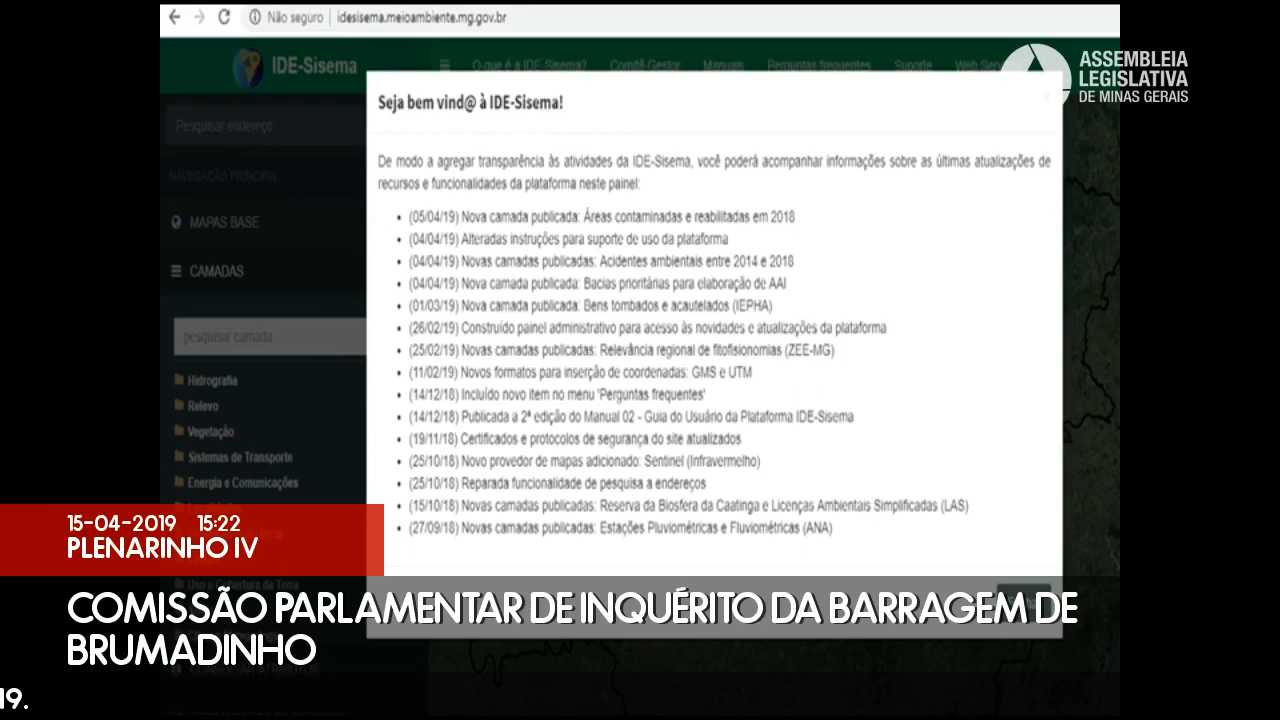 Não seguro | idesisema.meioambiente.mg.gov.br
IDE-Sisema
O que é a IDE-Sisema? Comitê Gestor Manuais Perguntas frequentes Suporte Web Serv
ASSEMBLEIA
LEGISLATIVA
DE MINAS GERAIS
Seja bem vind@ à IDE-Sisema!
Pesquisar endereço
De modo a agregar transparência às atividades da IDE-Sisema, você poderá acompanhar informações sobre as últimas atualizações de
recursos e funcionalidades da plataforma neste painel:
NAVEGAÇÃO PRINCIPAL
MAPAS BASE
CAMADAS
pesquisar camada...
Hidrografia
Relevo
Vegetação
Sistemas de Transporte
Energia e Comunicações
Uso e Cobertura da Terra
• (05/04/19) Nova camada publicada: Áreas contaminadas e reabilitadas em 2018
• (04/04/19) Alteradas instruções para suporte de uso da plataforma
• (04/04/19) Novas camadas publicadas: Acidentes ambientais entre 2014 e 2018
• (04/04/19) Nova camada publicada: Bacias prioritárias para elaboração de AAI
• (01/03/19) Nova camada publicada: Bens tombados e acautelados (IEPHA)
• (26/02/19) Construído painel administrativo para acesso às novidades e atualizações da plataforma
• (25/02/19) Novas camadas publicadas: Relevância regional de fitofisionomias (ZEE-MG)
• (11/02/19) Novos formatos para inserção de coordenadas: GMS e UTM
• (14/12/18) Incluído novo item no menu 'Perguntas frequentes'
• (14/12/18) Publicada a 2ª edição do Manual 02 - Guia do Usuário da Plataforma IDE-Sisema
• (19/11/18) Certificados e protocolos de segurança do site atualizados
• (25/10/18) Novo provedor de mapas adicionado: Sentinel (Infravermelho)
• (25/10/18) Reparada funcionalidade de pesquisa a endereços
• (15/10/18) Novas camadas publicadas: Reserva da Biosfera da Caatinga e Licenças Ambientais Simplificadas (LAS)
• (27/09/18) Novas camadas publicadas: Estações Pluviométricas e Fluviométricas (ANA)
15-04-2019 15:22
PLENARINHO IV
COMISSÃO PARLAMENTAR DE INQUÉRITO DA BARRAGEM DE
BRUMADINHO
CONSULTAR ATRIBUTOS
19.